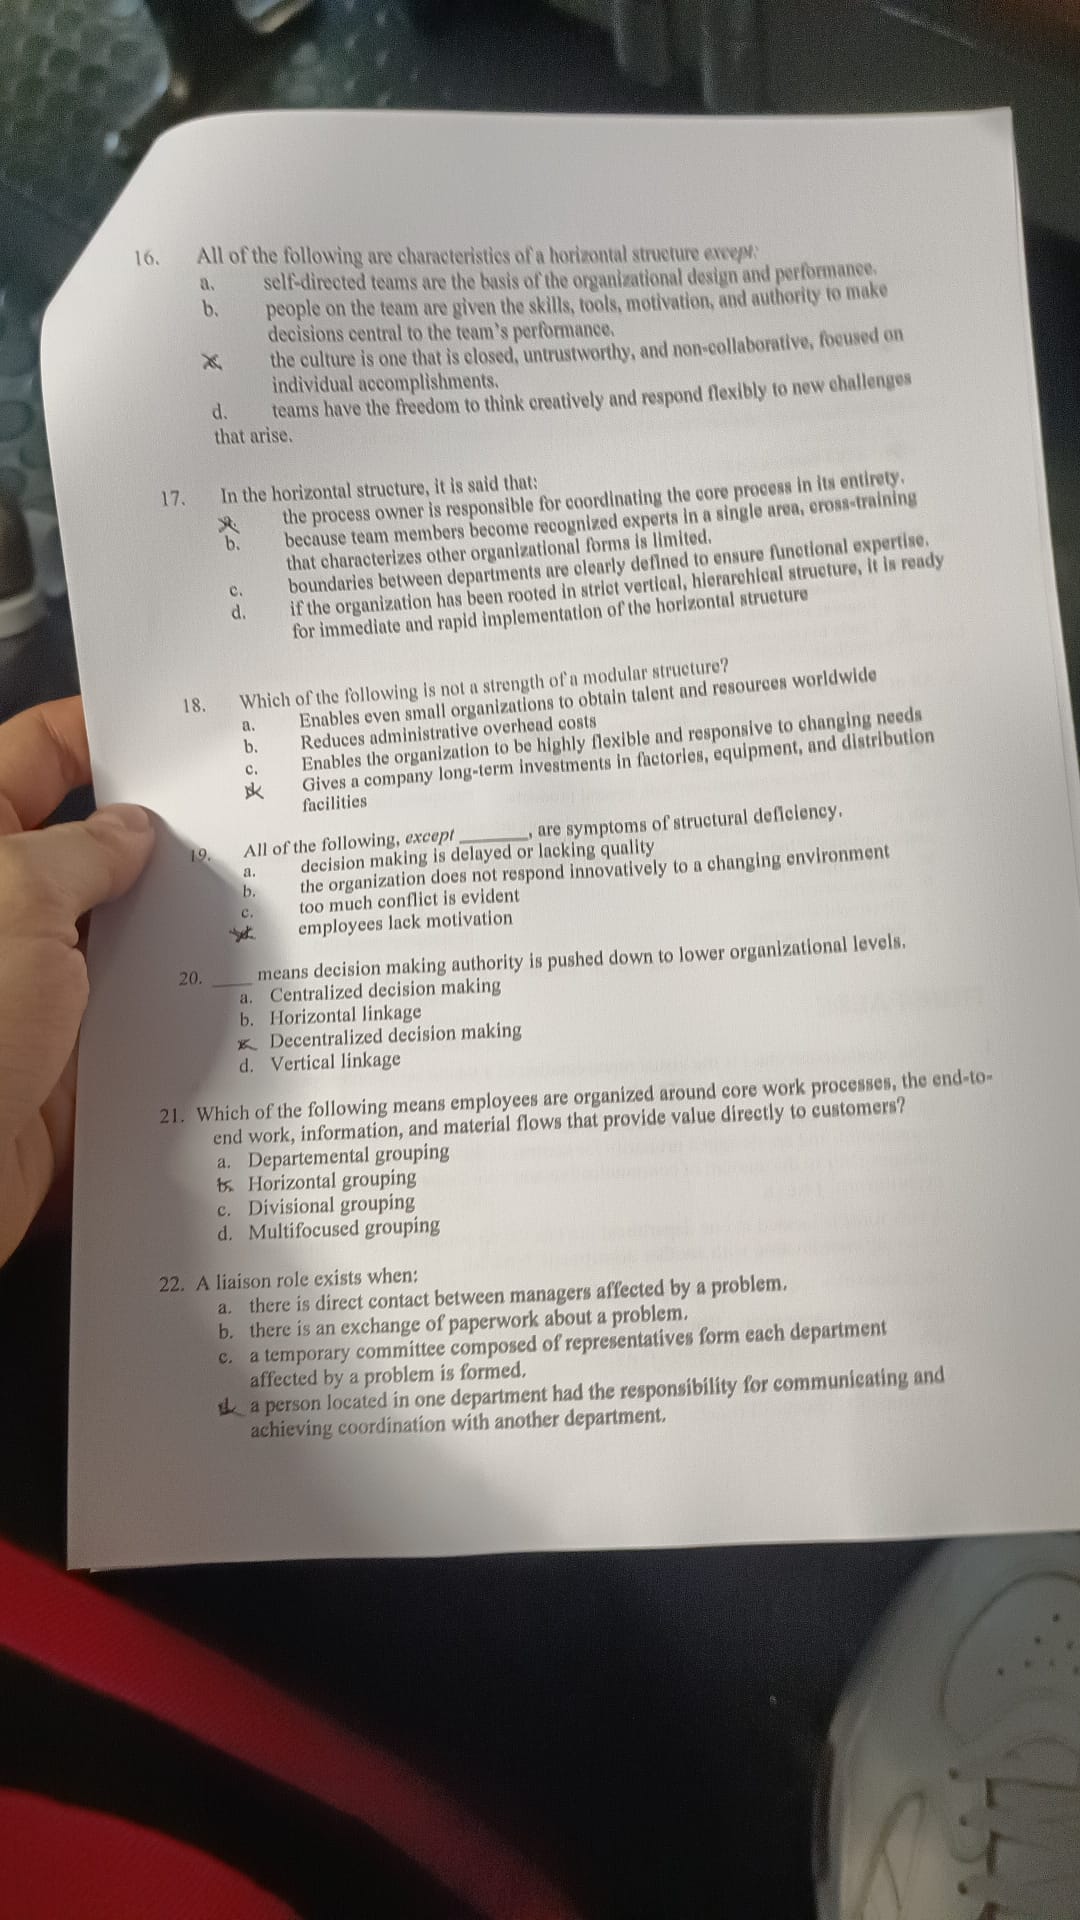 16. All of the following are characteristics of a horizontal structure except:
a. self-directed teams are the basis of the organizational design and performance.
b. people on the team are given the skills, tools, motivation, and authority to make
decisions central to the team's performance.
the culture is one that is closed, untrustworthy, and non-collaborative, focused on
individual accomplishments.
d. teams have the freedom to think creatively and respond flexibly to new challenges
that arise.
17. In the horizontal structure, it is said that:
a. the process owner is responsible for coordinating the core process in its entirety.
b. because team members become recognized experts in a single area, cross-training
that characterizes other organizational forms is limited.
c. boundaries between departments are clearly defined to ensure functional expertise.
d. if the organization has been rooted in strict vertical, hierarchical structure, it is ready
for immediate and rapid implementation of the horizontal structure
18. Which of the following is not a strength of a modular structure?
a. Enables even small organizations to obtain talent and resources worldwide
b. Reduces administrative overhead costs
c. Enables the organization to be highly flexible and responsive to changing needs
d. Gives a company long-term investments in factories, equipment, and distribution
facilities
19. All of the following, except _______, are symptoms of structural deficiency.
a. decision making is delayed or lacking quality
b. the organization does not respond innovatively to a changing environment
c. too much conflict is evident
d. employees lack motivation
20. ____ means decision making authority is pushed down to lower organizational levels.
a. Centralized decision making
b. Horizontal linkage
c. Decentralized decision making
d. Vertical linkage
21. Which of the following means employees are organized around core work processes, the end-to-
end work, information, and material flows that provide value directly to customers?
a. Departemental grouping
b. Horizontal grouping
c. Divisional grouping
d. Multifocused grouping
22. A liaison role exists when:
a. there is direct contact between managers affected by a problem.
b. there is an exchange of paperwork about a problem.
c. a temporary committee composed of representatives form each department
affected by a problem is formed.
d. a person located in one department had the responsibility for communicating and
achieving coordination with another department.